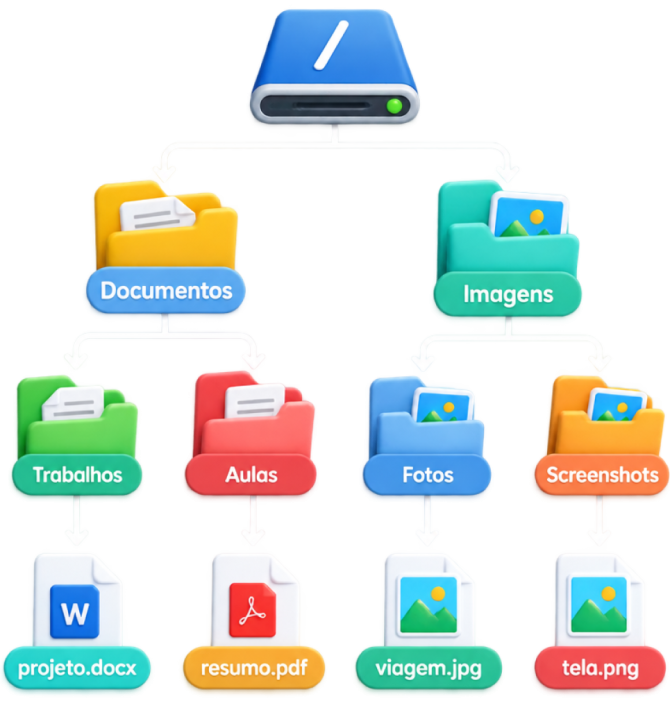 /
Documentos
Imagens
Trabalhos
Aulas
Fotos
Screenshots
W
projeto.docx
resumo.pdf
viagem.jpg
tela.png